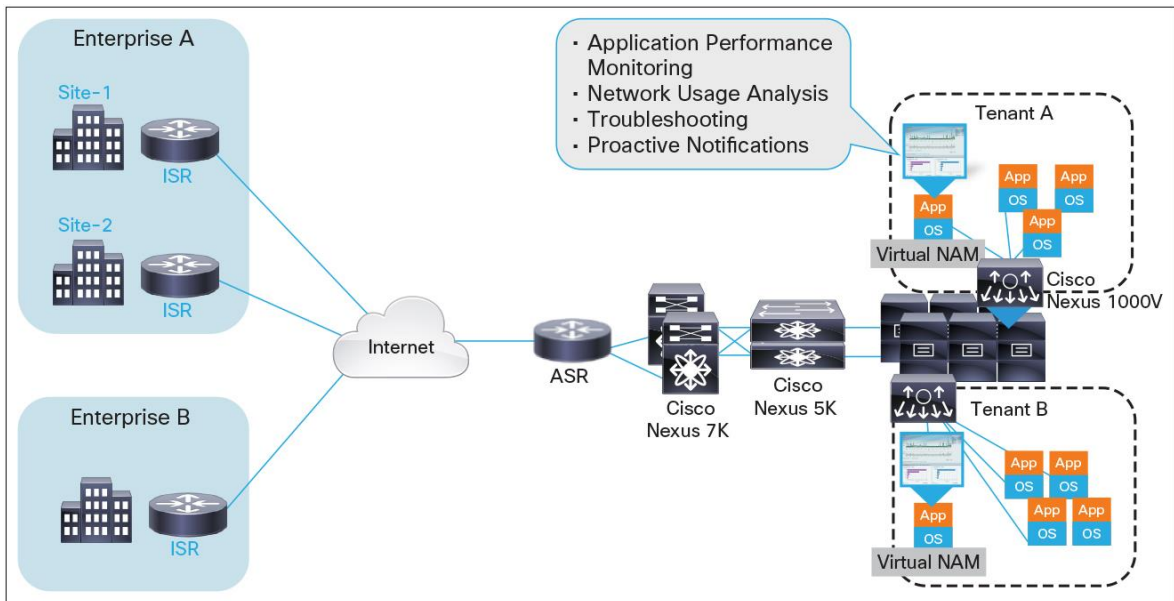 Enterprise A
Site-1
ISR
Site-2
ISR
Enterprise B
ISR
Internet
ASR
Cisco
Nexus 7K
Cisco
Nexus 5K
· Application Performance
Monitoring
· Network Usage Analysis
· Troubleshooting
· Proactive Notifications
Tenant A
App
OS
Virtual NAM
App
OS
App
OS
App
OS
Cisco
Nexus 1000V
Tenant B
App
OS
Virtual NAM
App
OS
App
OS
App
OS
App
OS